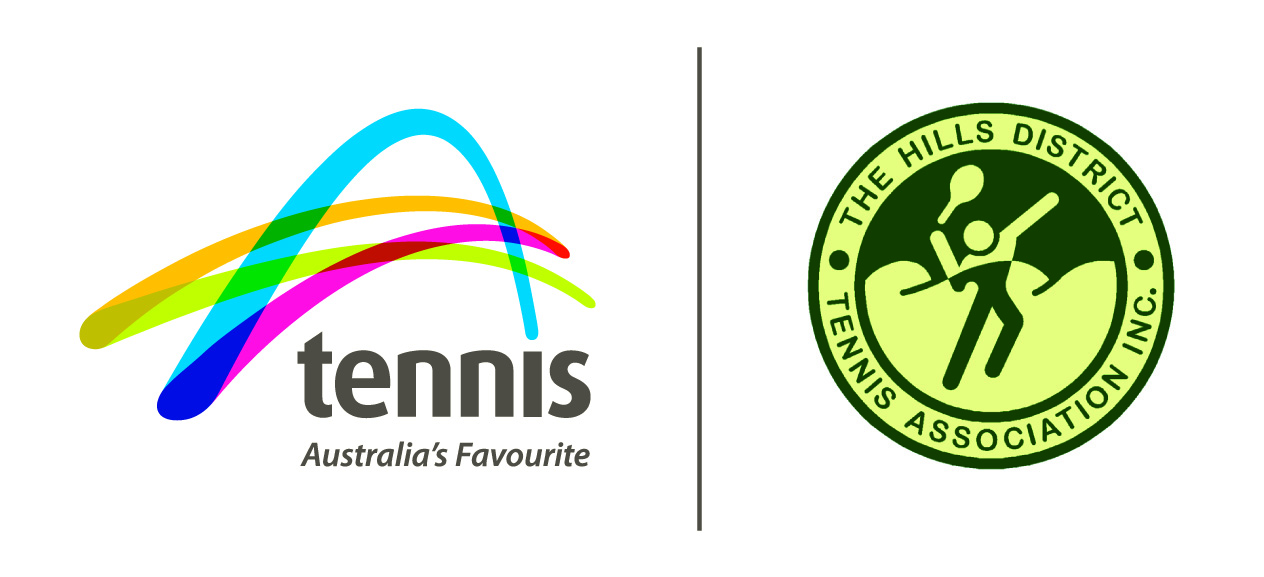 tennis
Australia's Favourite
THE HILLS DISTRICT
TENNIS ASSOCIATION INC.